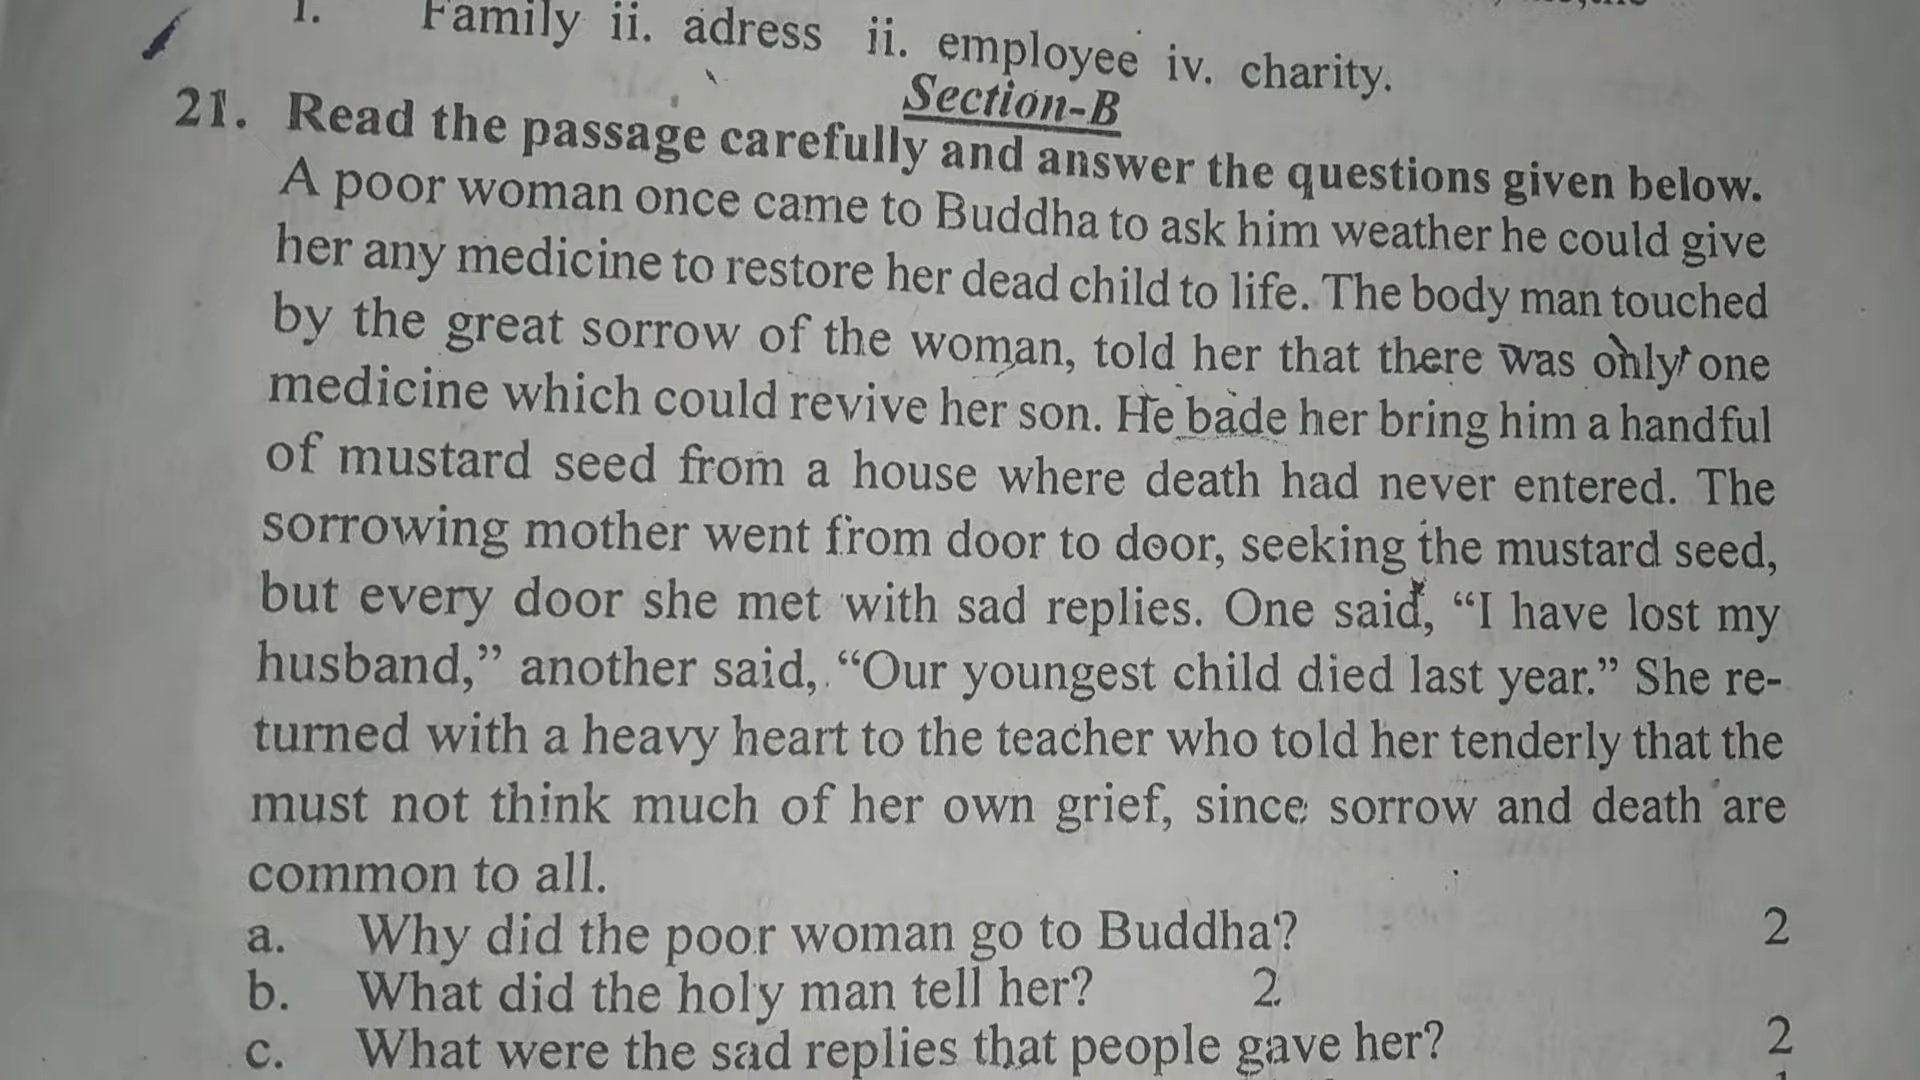 1. Family ii. adress ii. employee iv. charity.
Section-B
21. Read the passage carefully and answer the questions given below.
A poor woman once came to Buddha to ask him weather he could give
her any medicine to restore her dead child to life. The body man touched
by the great sorrow of the woman, told her that there was only one
medicine which could revive her son. He bade her bring him a handful
of mustard seed from a house where death had never entered. The
sorrowing mother went from door to door, seeking the mustard seed,
but every door she met with sad replies. One said, “I have lost my
husband,” another said, “Our youngest child died last year.” She re-
turned with a heavy heart to the teacher who told her tenderly that the
must not think much of her own grief, since sorrow and death are
common to all.
a. Why did the poor woman go to Buddha? 2
b. What did the holy man tell her? 2
c. What were the sad replies that people gave her? 2